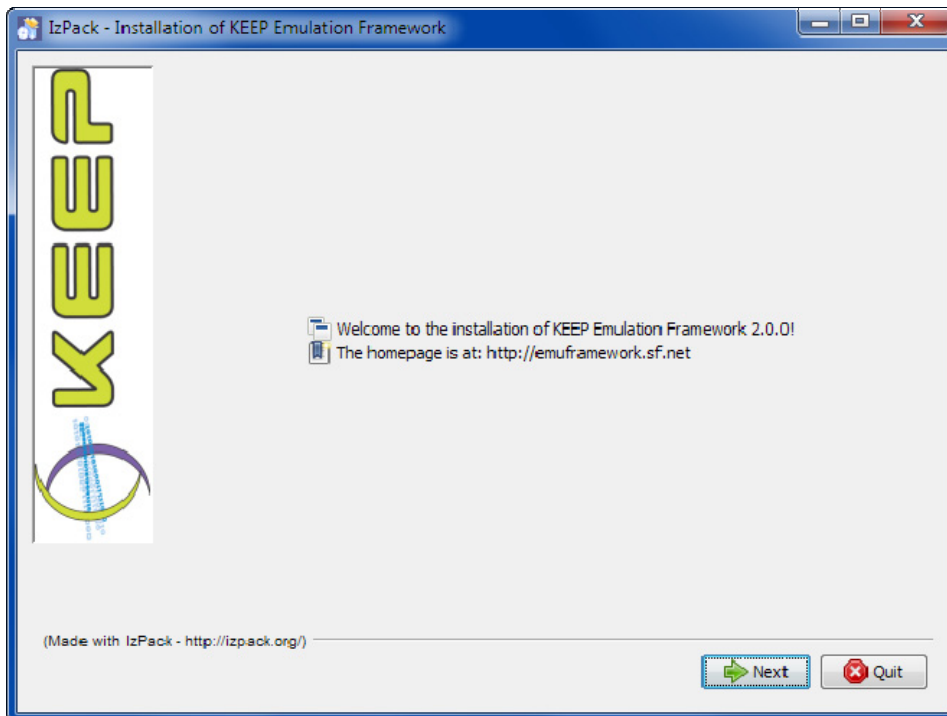 IzPack - Installation of KEEP Emulation Framework
KEEP
Welcome to the installation of KEEP Emulation Framework 2.0.0!
The homepage is at: http://emuframework.sf.net
(Made with IzPack - http://izpack.org/)
Next
Quit